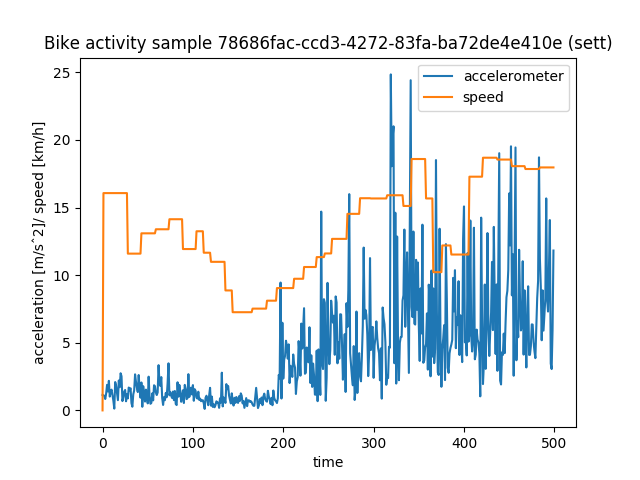 Bike activity sample 78686fac-ccd3-4272-83fa-ba72de4e410e (sett)
accelerometer
speed
acceleration [m/s^2]/ speed [km/h]
25
20
15
10
5
0
0 100 200 300 400 500
time